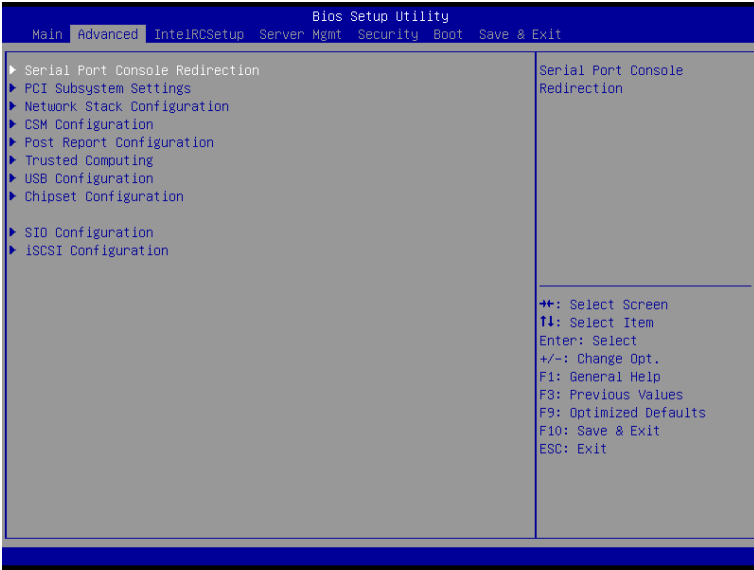 Bios Setup Utility
Main Advanced IntelRCSetup Server Mgmt Security Boot Save & Exit
Serial Port Console Redirection
PCI Subsystem Settings
Network Stack Configuration
CSM Configuration
Post Report Configuration
Trusted Computing
USB Configuration
Chipset Configuration
SIO Configuration
iSCSI Configuration
Serial Port Console
Redirection
→←: Select Screen
↑↓: Select Item
Enter: Select
+/-: Change Opt.
F1: General Help
F3: Previous Values
F9: Optimized Defaults
F10: Save & Exit
ESC: Exit